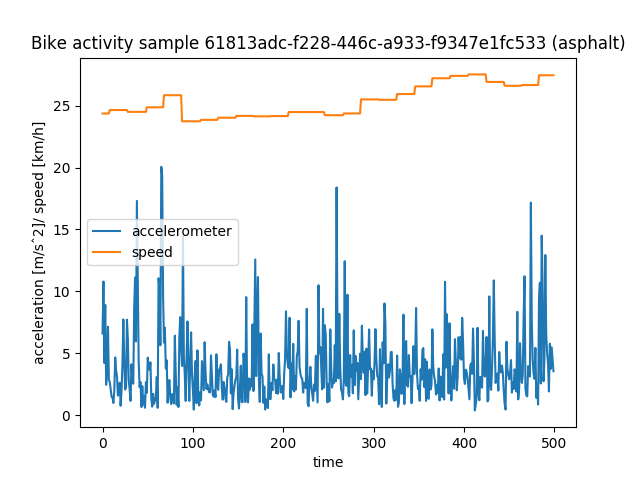 Bike activity sample 61813adc-f228-446c-a933-f9347e1fc533 (asphalt)
acceleration [m/s^2]/ speed [km/h]
25
20
15
10
5
0
accelerometer
speed
0
100
200
300
400
500
time